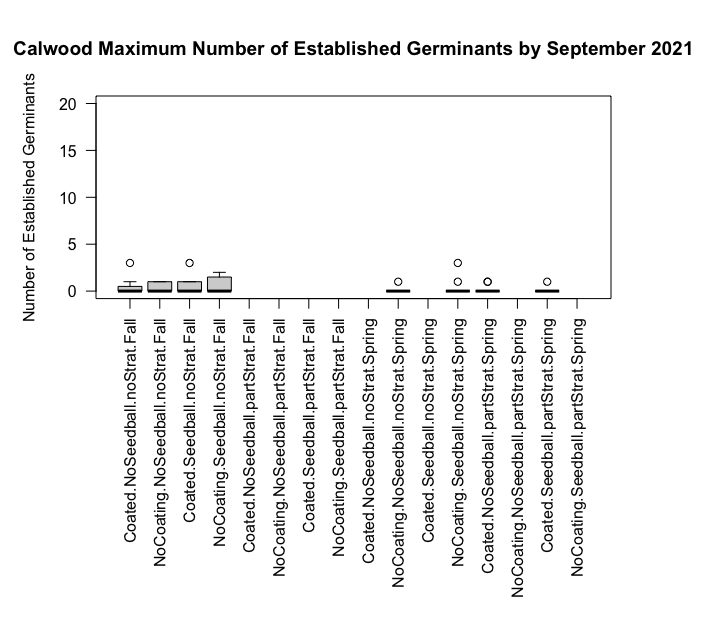 Calwood Maximum Number of Established Germinants by September 2021
Number of Established Germinants
20
15
10
5
0
Coated.NoSeedball.noStrat.Fall
NoCoating.NoSeedball.noStrat.Fall
Coated.Seedball.noStrat.Fall
NoCoating.Seedball.noStrat.Fall
Coated.NoSeedball.partStrat.Fall
NoCoating.NoSeedball.partStrat.Fall
Coated.Seedball.partStrat.Fall
NoCoating.Seedball.partStrat.Fall
Coated.NoSeedball.noStrat.Spring
NoCoating.NoSeedball.noStrat.Spring
Coated.Seedball.noStrat.Spring
NoCoating.Seedball.noStrat.Spring
Coated.NoSeedball.partStrat.Spring
NoCoating.NoSeedball.partStrat.Spring
Coated.Seedball.partStrat.Spring
NoCoating.Seedball.partStrat.Spring